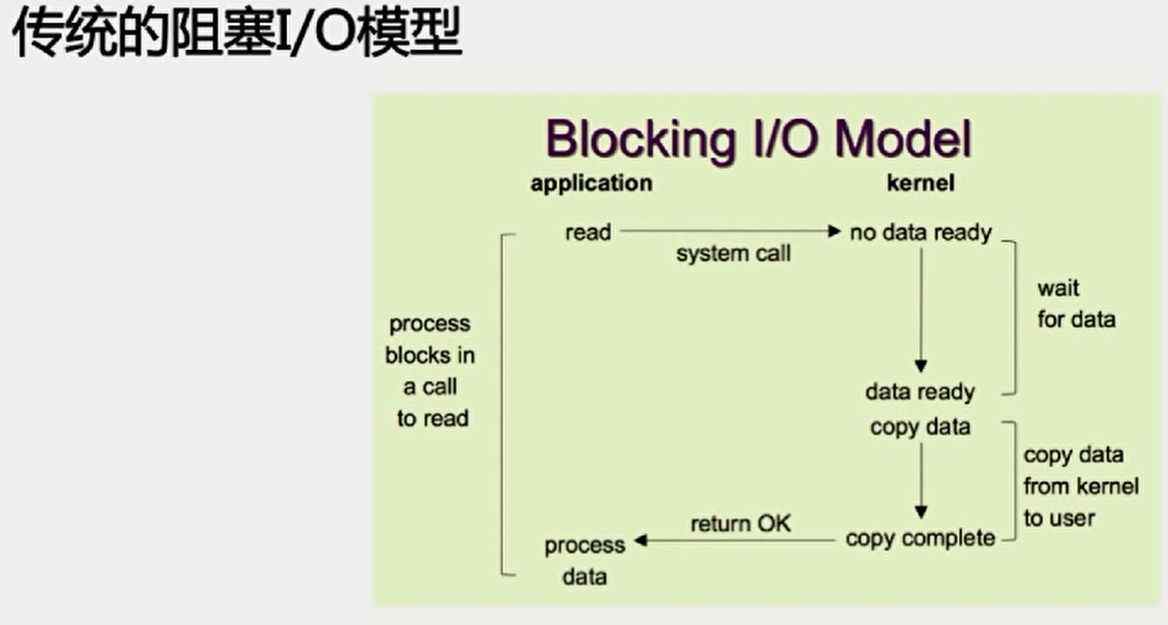 传统的阻塞I/O模型
Blocking I/O Model
application
kernel
read
system call
no data ready
wait
for data
process
blocks in
a call
to read
data ready
copy data
copy data
from kernel
to user
return OK
copy complete
process
data